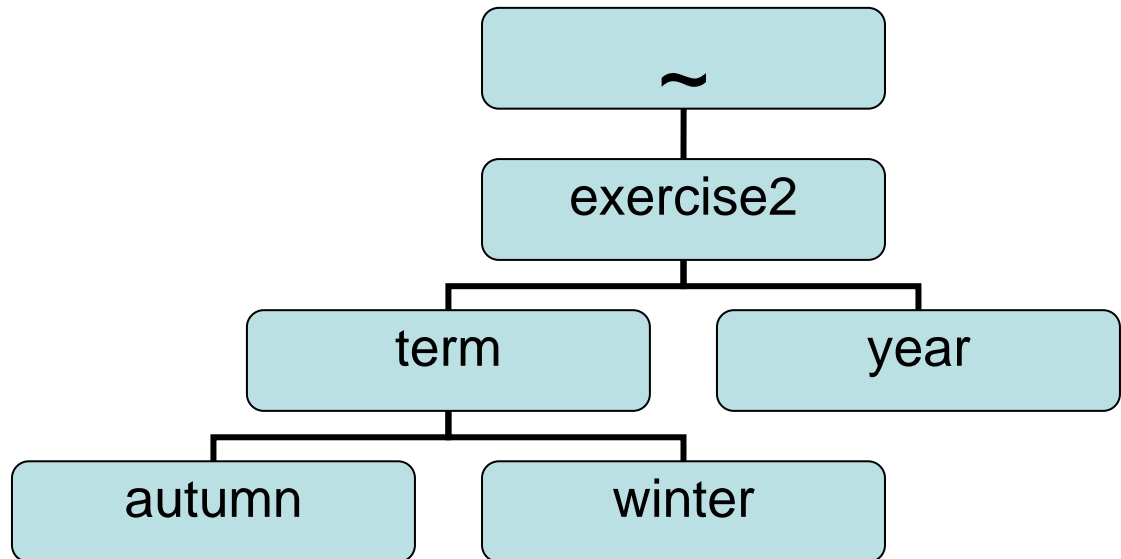 ~
exercise2
term
year
autumn
winter